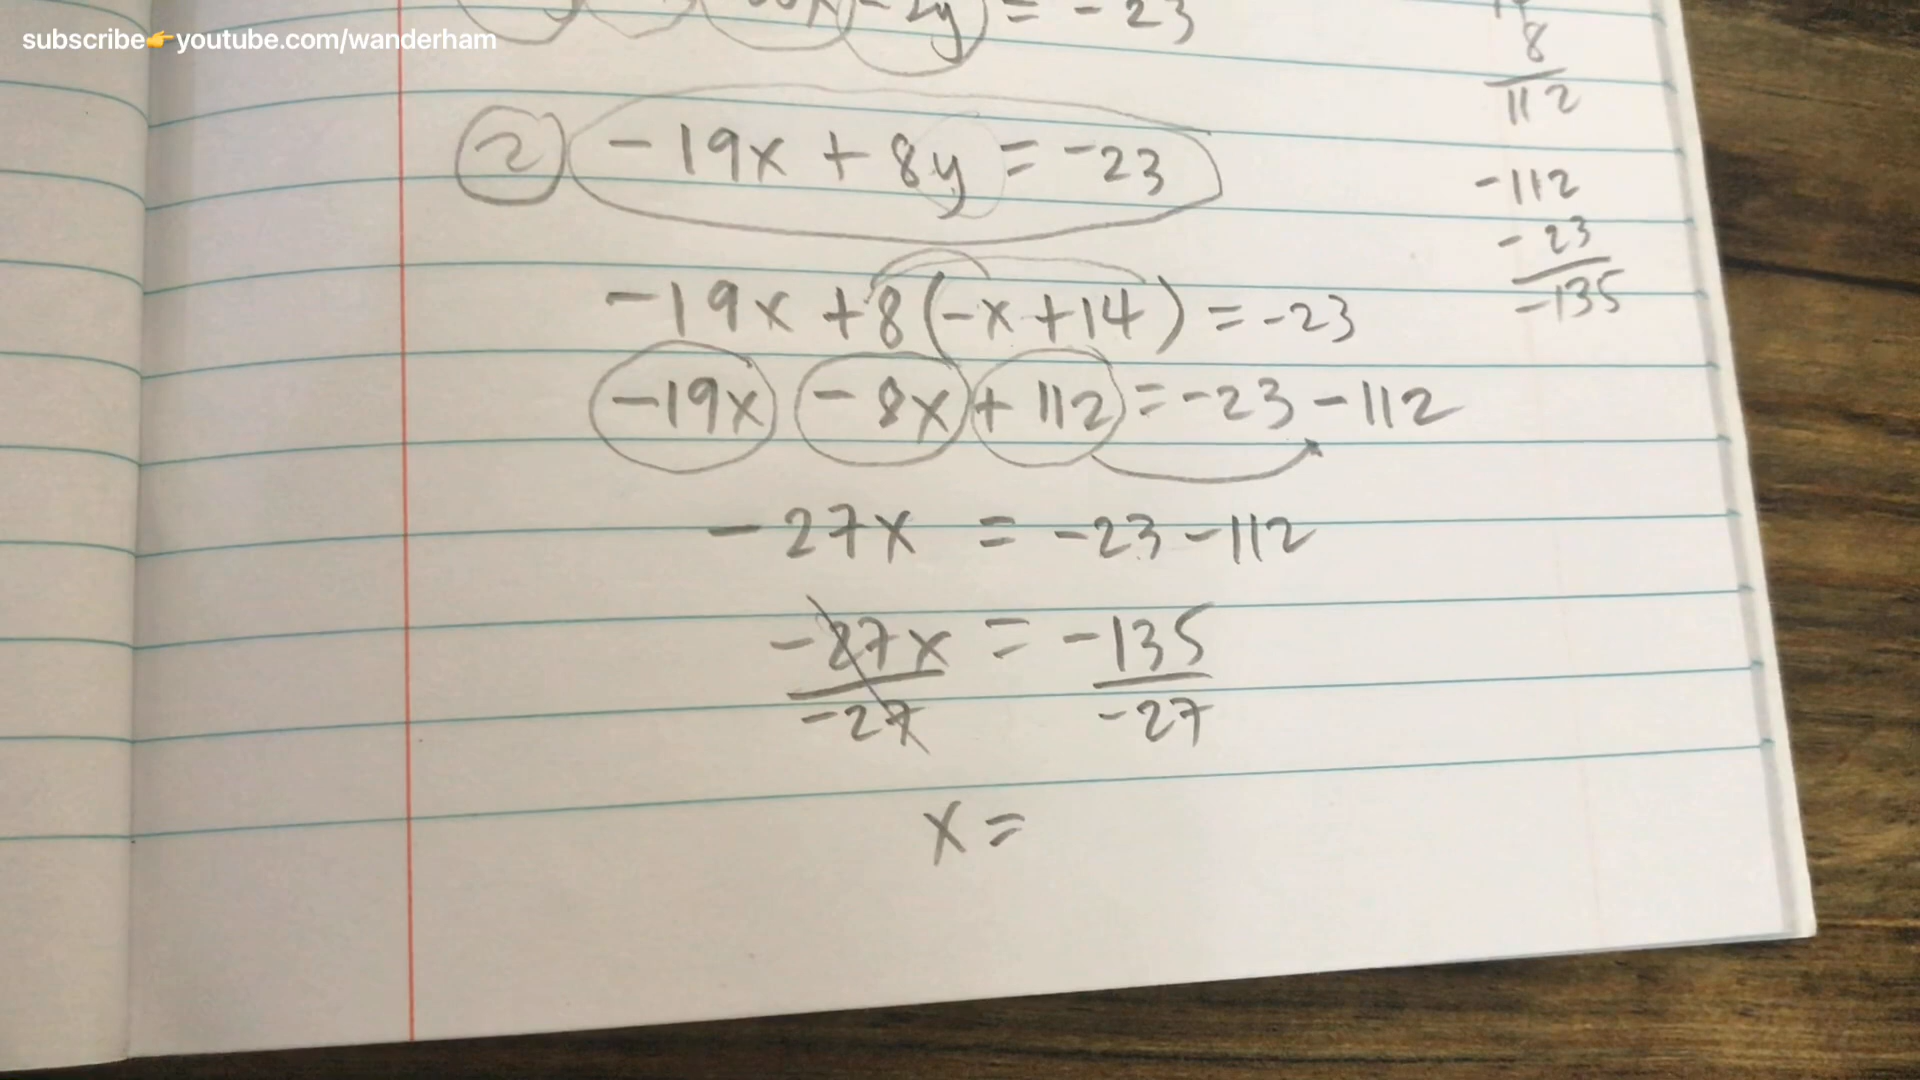 subscribe👉youtube.com/wanderham
- 2y = -23
8
112
② -19x + 8y = -23
-112
- 23
-135
-19x + 8(-x + 14) = -23
-19x - 8x + 112 = -23 - 112
-27x = -23 - 112
-27x = -135
-27 -27
x =